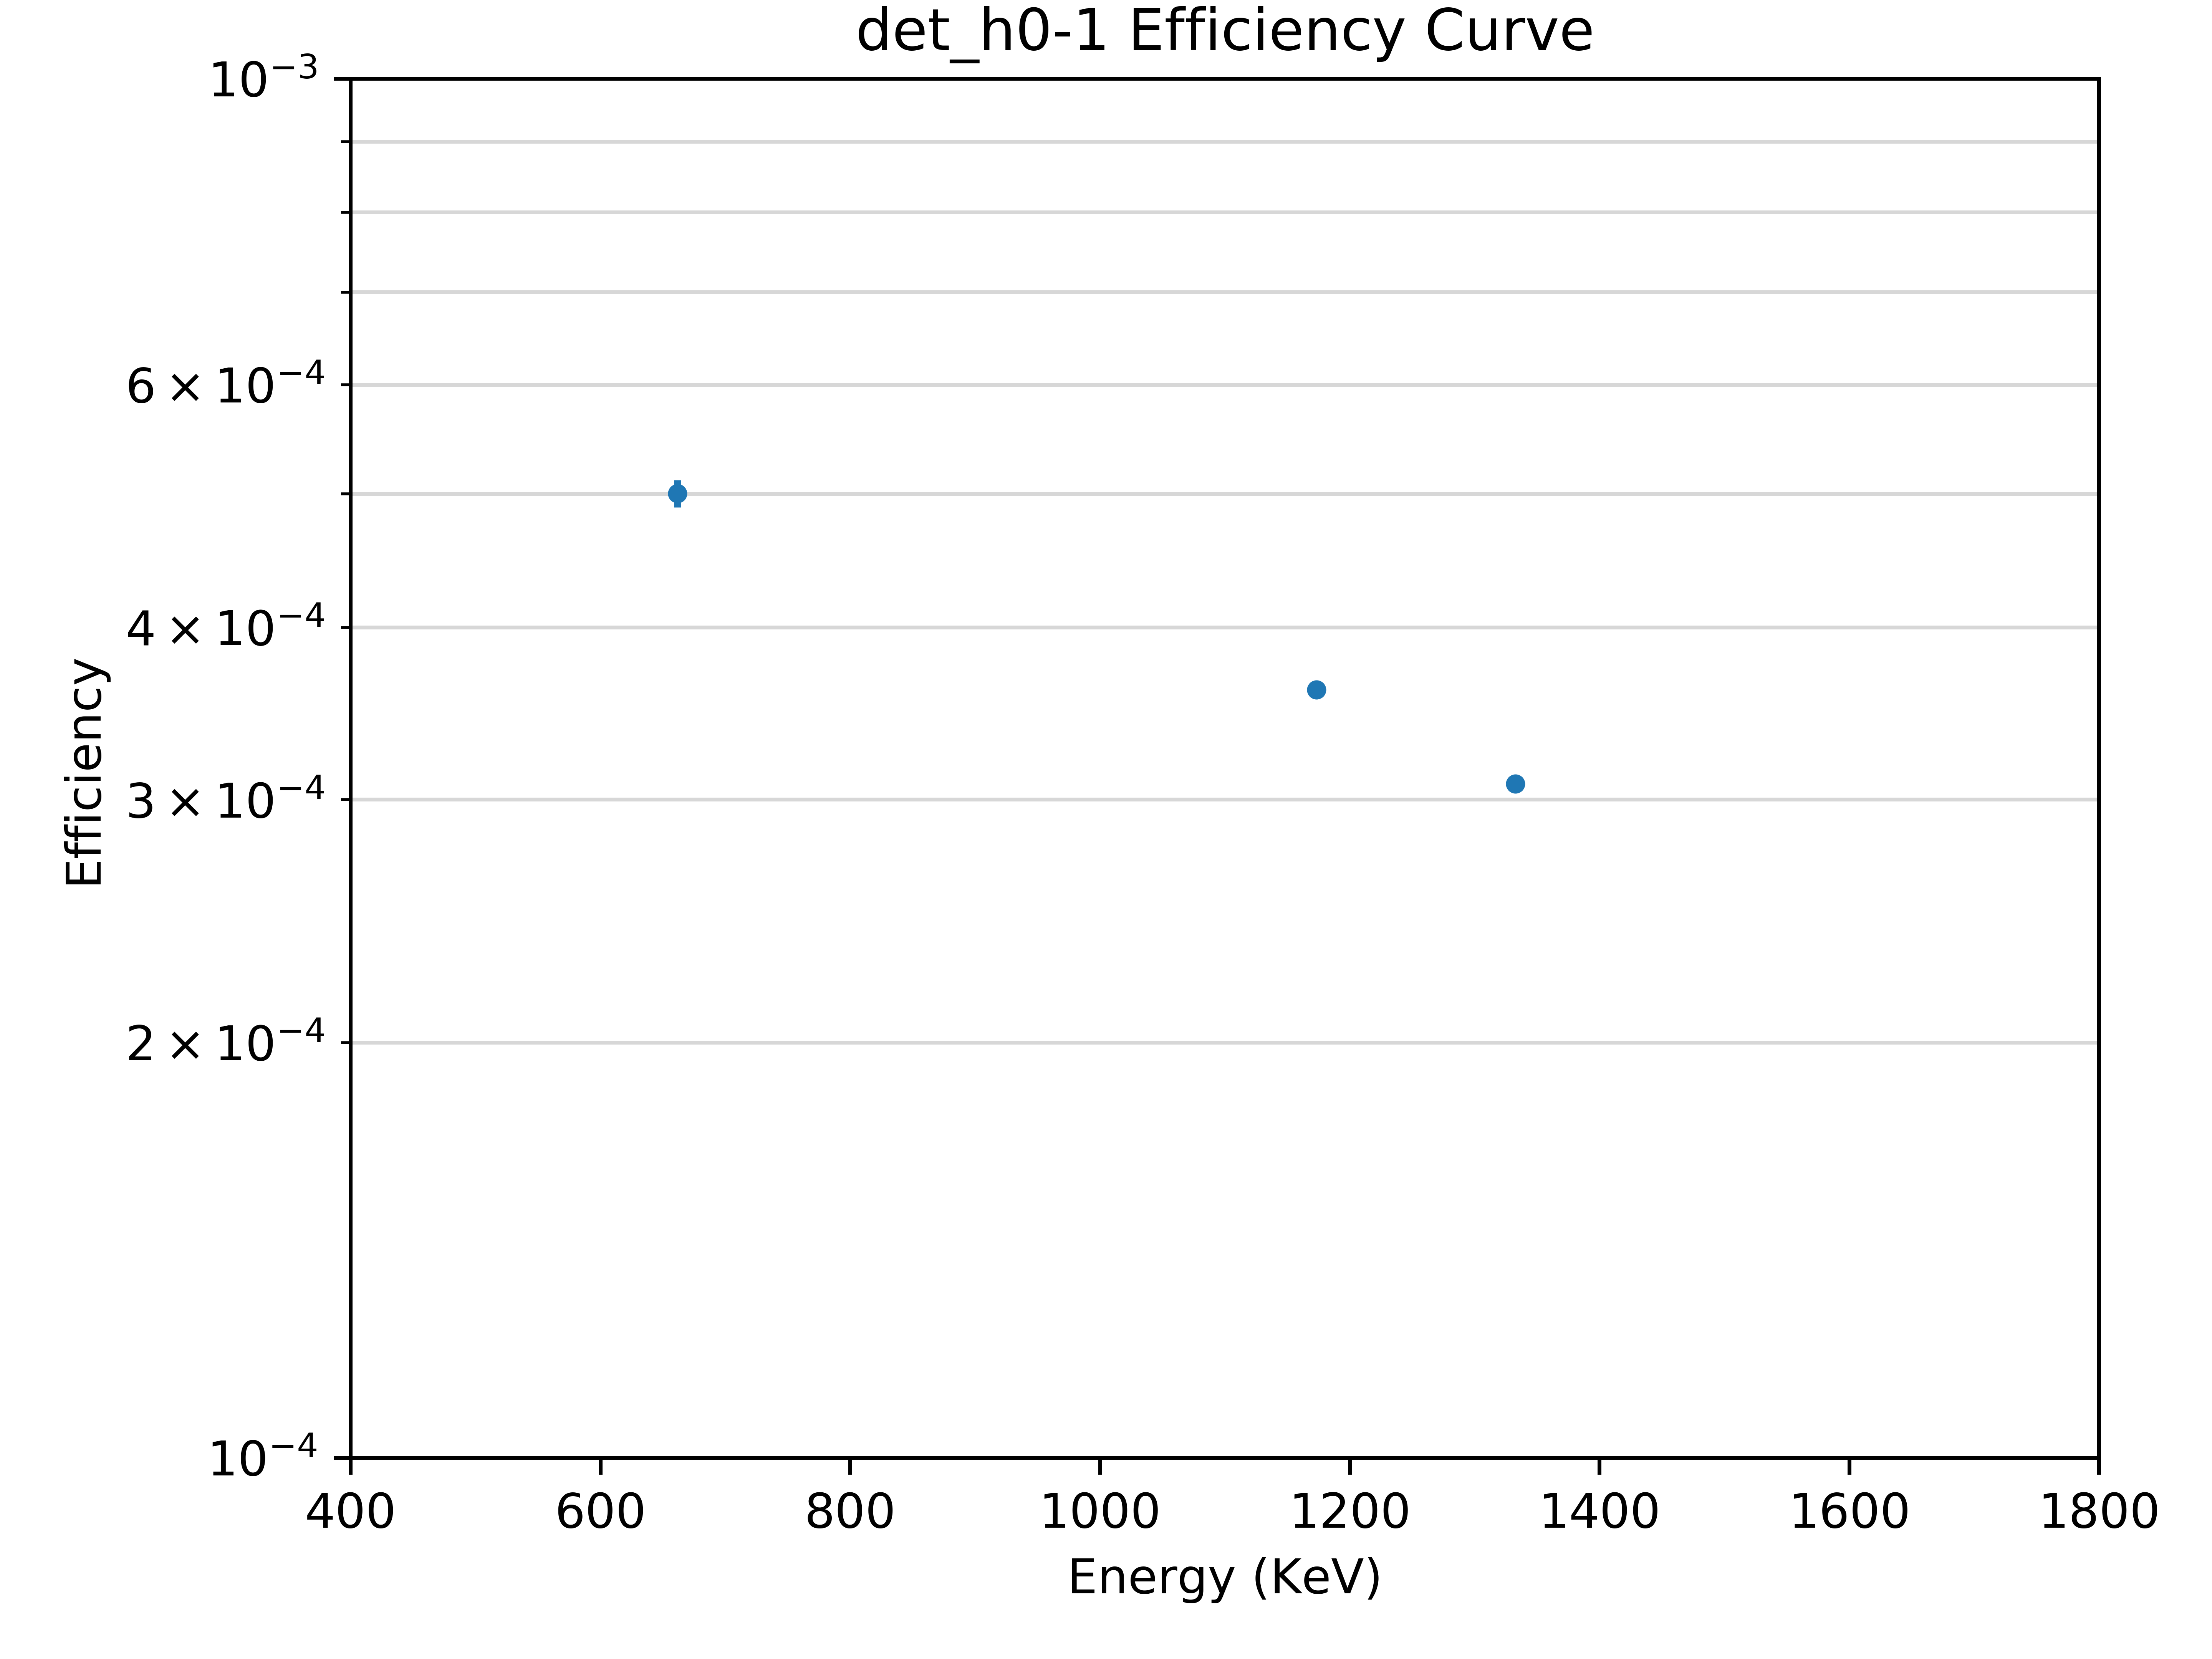 det_h0-1 Efficiency Curve
10⁻³
6 × 10⁻⁴
4 × 10⁻⁴
3 × 10⁻⁴
2 × 10⁻⁴
10⁻⁴
Efficiency
400 600 800 1000 1200 1400 1600 1800
Energy (KeV)